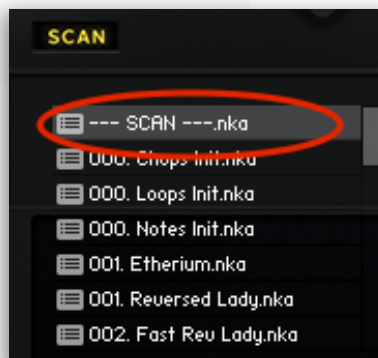 SCAN
--- SCAN ---.nka
000. Chops Init.nka
000. Loops Init.nka
000. Notes Init.nka
001. Etherium.nka
001. Reversed Lady.nka
002. Fast Rev Lady.nka